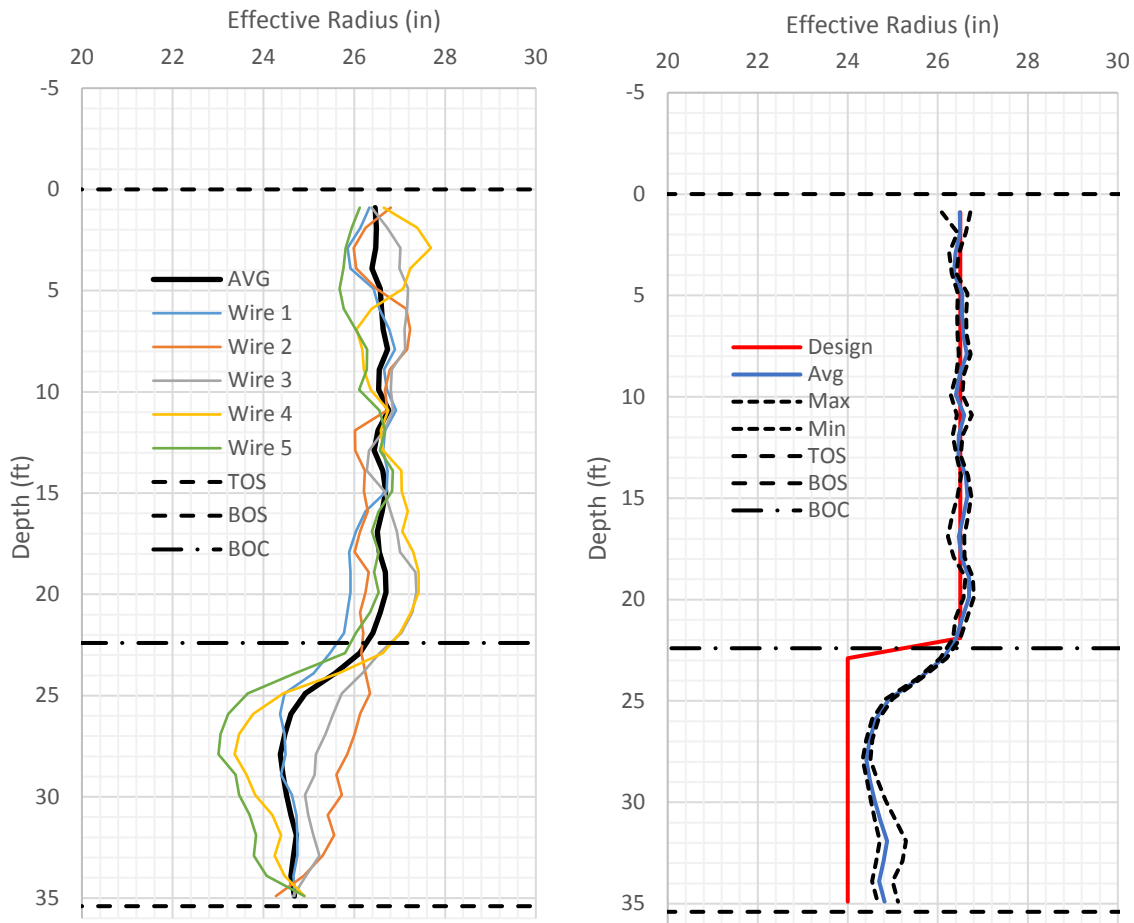 Effective Radius (in)
20 22 24 26 28 30
-5
0
5
10
15
20
25
30
35
Depth (ft)
AVG
Wire 1
Wire 2
Wire 3
Wire 4
Wire 5
TOS
BOS
BOC
Effective Radius (in)
20 22 24 26 28 30
-5
0
5
10
15
20
25
30
35
Depth (ft)
Design
Avg
Max
Min
TOS
BOS
BOC